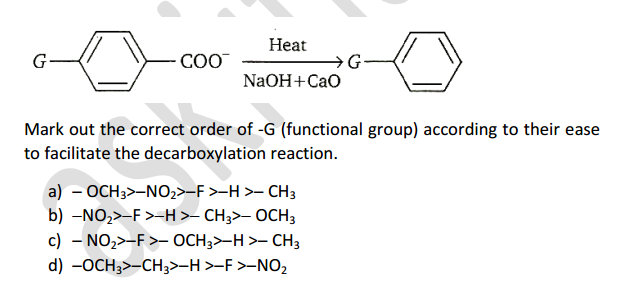 G- -COO⁻ Heat G-
NaOH+CaO
Mark out the correct order of -G (functional group) according to their ease
to facilitate the decarboxylation reaction.
a) – OCH₃>–NO₂>–F >–H >– CH₃
b) –NO₂>–F >–H >– CH₃>– OCH₃
c) – NO₂>–F >– OCH₃>–H >– CH₃
d) –OCH₃>–CH₃>–H >–F >–NO₂